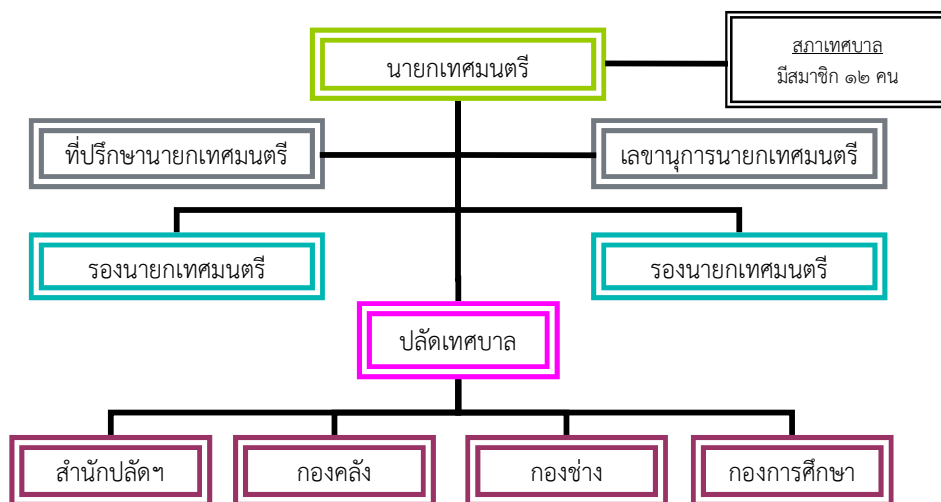 นายกเทศมนตรี
สภาเทศบาล
มีสมาชิก ๑๒ คน
ที่ปรึกษานายกเทศมนตรี
เลขานุการนายกเทศมนตรี
รองนายกเทศมนตรี
รองนายกเทศมนตรี
ปลัดเทศบาล
สำนักปลัดฯ
กองคลัง
กองช่าง
กองการศึกษา